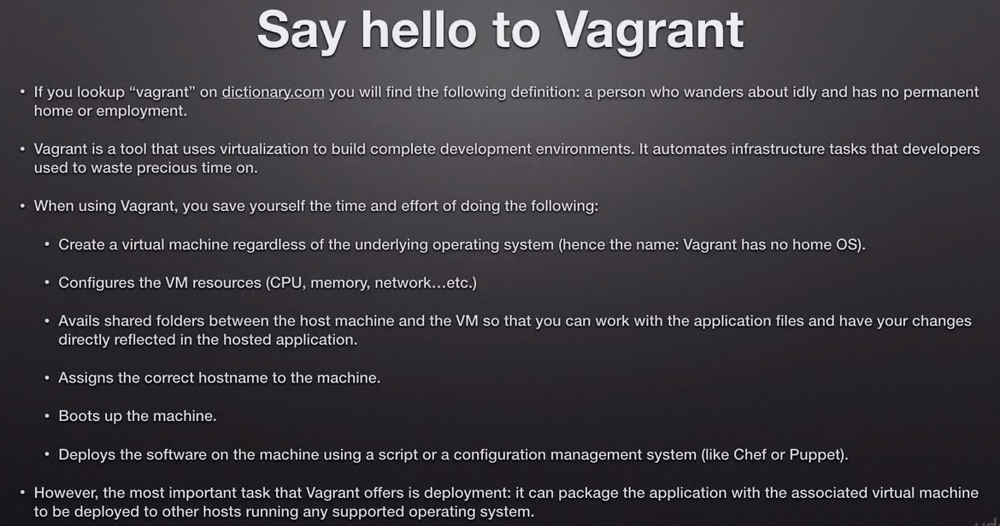 Say hello to Vagrant
• If you lookup “vagrant” on dictionary.com you will find the following definition: a person who wanders about idly and has no permanent
home or employment.
• Vagrant is a tool that uses virtualization to build complete development environments. It automates infrastructure tasks that developers
used to waste precious time on.
• When using Vagrant, you save yourself the time and effort of doing the following:
• Create a virtual machine regardless of the underlying operating system (hence the name: Vagrant has no home OS).
• Configures the VM resources (CPU, memory, network…etc.)
• Avails shared folders between the host machine and the VM so that you can work with the application files and have your changes
directly reflected in the hosted application.
• Assigns the correct hostname to the machine.
• Boots up the machine.
• Deploys the software on the machine using a script or a configuration management system (like Chef or Puppet).
• However, the most important task that Vagrant offers is deployment: it can package the application with the associated virtual machine
to be deployed to other hosts running any supported operating system.